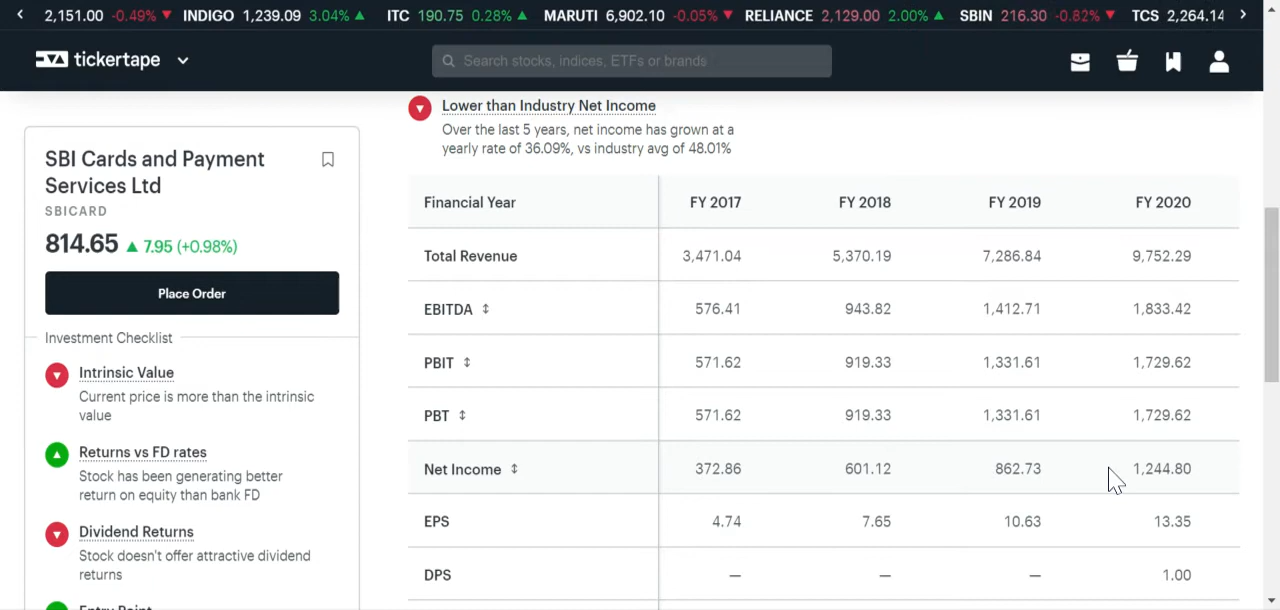 2,151.00 -0.49% ▼ INDIGO 1,239.09 3.04% ▲ ITC 190.75 0.28% ▲ MARUTI 6,902.10 -0.05% ▼ RELIANCE 2,129.00 2.00% ▲ SBIN 216.30 -0.82% ▼ TCS 2,264.14
tickertape
Search stocks, indices, ETFs or brands
SBI Cards and Payment
Services Ltd
SBICARD
814.65 ▲ 7.95 (+0.98%)
Place Order
Investment Checklist
Intrinsic Value
Current price is more than the intrinsic
value
Returns vs FD rates
Stock has been generating better
return on equity than bank FD
Dividend Returns
Stock doesn't offer attractive dividend
returns
Entry Point
Lower than Industry Net Income
Over the last 5 years, net income has grown at a
yearly rate of 36.09%, vs industry avg of 48.01%
Financial Year FY 2017 FY 2018 FY 2019 FY 2020
Total Revenue 3,471.04 5,370.19 7,286.84 9,752.29
EBITDA 576.41 943.82 1,412.71 1,833.42
PBIT 571.62 919.33 1,331.61 1,729.62
PBT 571.62 919.33 1,331.61 1,729.62
Net Income 372.86 601.12 862.73 1,244.80
EPS 4.74 7.65 10.63 13.35
DPS — — — 1.00